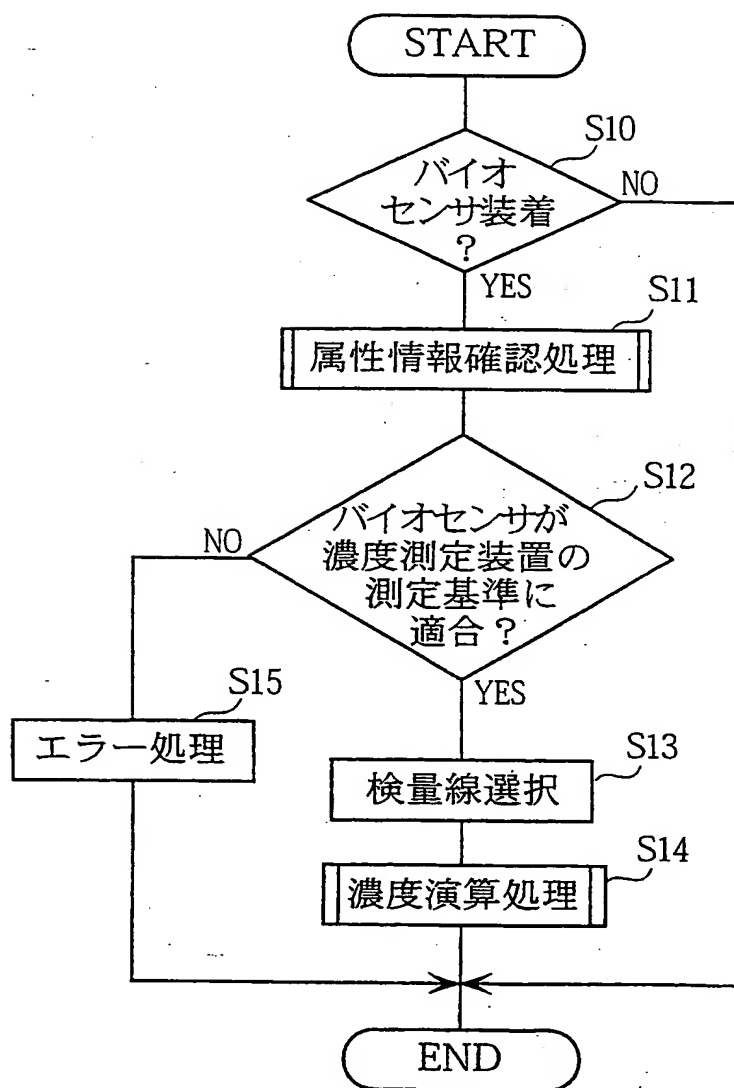 START
S10
バイオ
センサ装着
?
NO
YES
S11
属性情報確認処理
S12
バイオセンサが
濃度測定装置の
測定基準に
適合?
NO
YES
S15
エラー処理
S13
検量線選択
S14
濃度演算処理
END